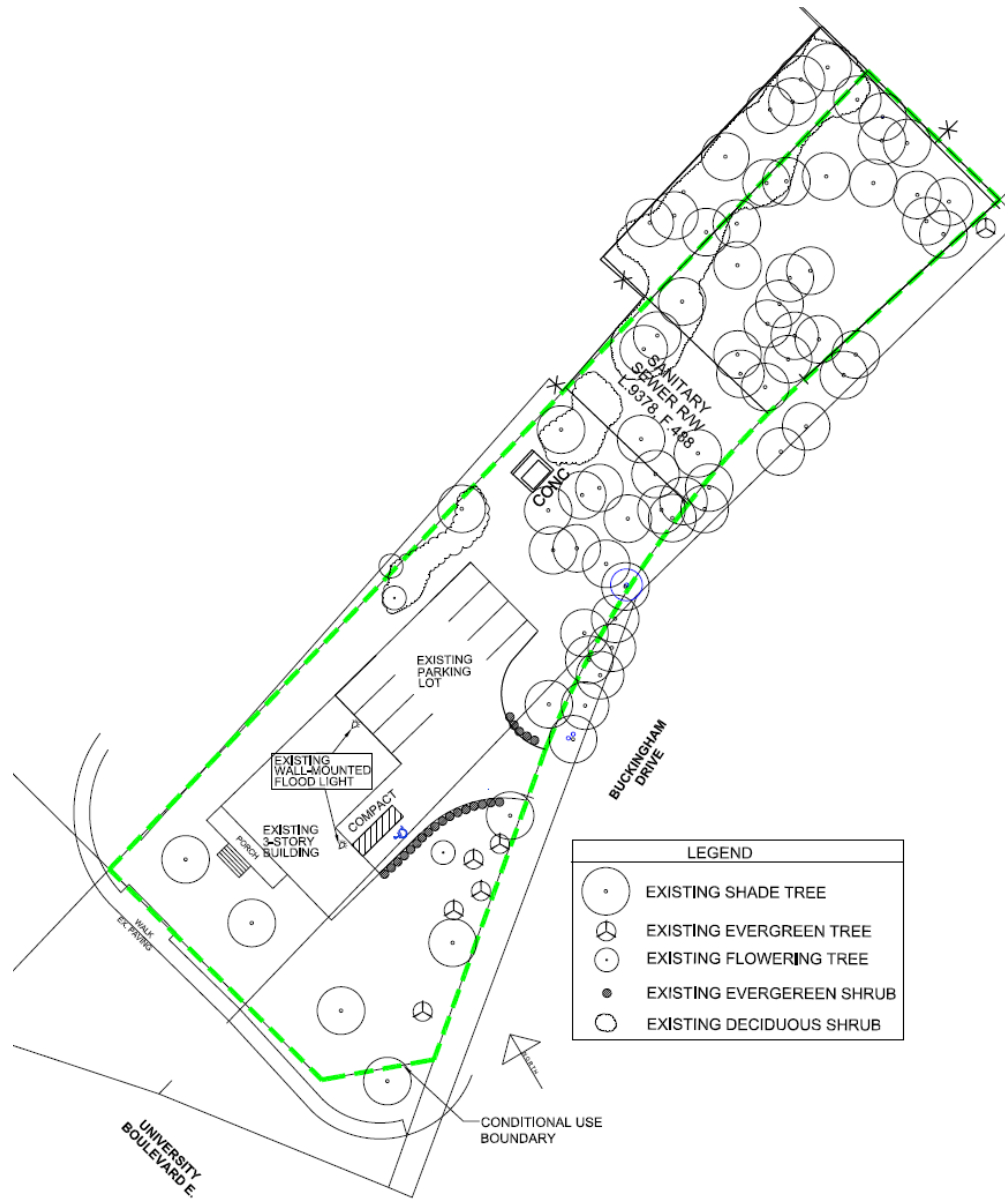 SANITARY
SEWER R/W
L.9378, F.488
CONC
EXISTING
PARKING
LOT
EXISTING
WALL-MOUNTED
FLOOD LIGHT
COMPACT
EXISTING
3-STORY
BUILDING
PORCH
WALK
EX. PAVING
BUCKINGHAM
DRIVE
LEGEND
EXISTING SHADE TREE
EXISTING EVERGREEN TREE
EXISTING FLOWERING TREE
EXISTING EVERGEREEN SHRUB
EXISTING DECIDUOUS SHRUB
NORTH
CONDITIONAL USE
BOUNDARY
UNIVERSITY
BOULEVARD E.